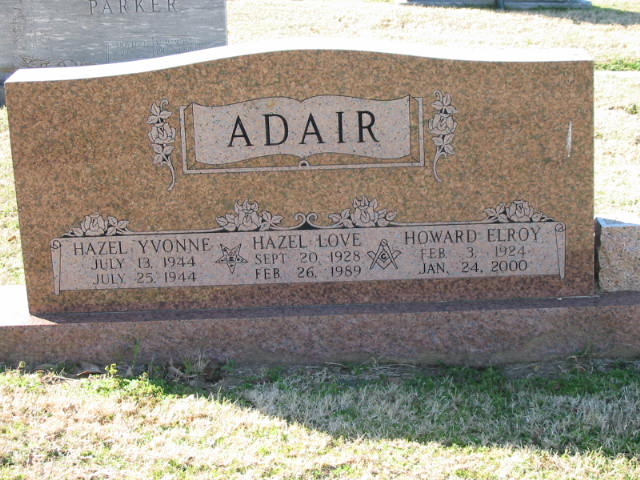 PARKER
ADAIR
HAZEL YVONNE
JULY 13, 1944
JULY 25, 1944
HAZEL LOVE
SEPT 20, 1928
FEB. 26, 1989
HOWARD ELROY
FEB. 3, 1924
JAN. 24, 2000
G